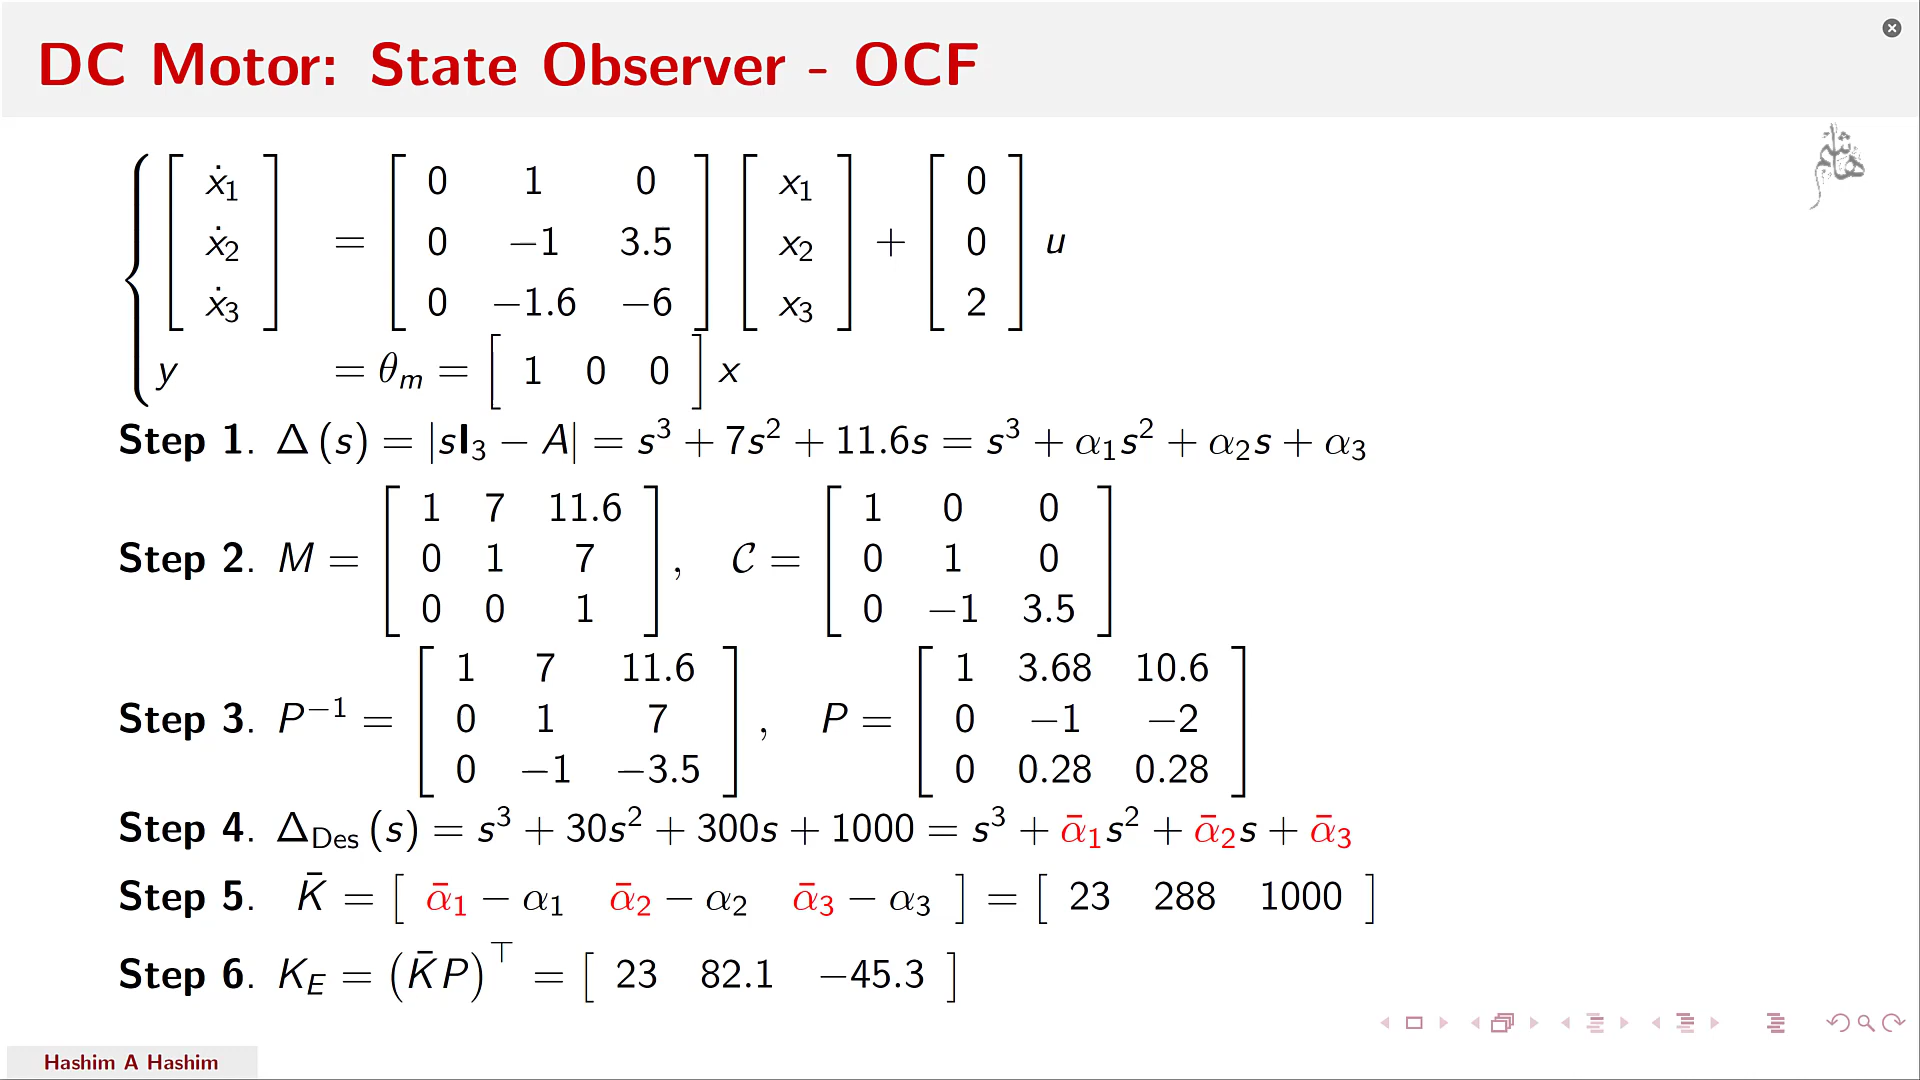 DC Motor: State Observer - OCF
هاشم
⎧ [ ẋ₁ ; ẋ₂ ; ẋ₃ ] = [ 0 1 0 ; 0 −1 3.5 ; 0 −1.6 −6 ] [ x₁ ; x₂ ; x₃ ] + [ 0 ; 0 ; 2 ] u
y = θₘ = [ 1 0 0 ] x
Step 1. Δ (s) = |sI₃ − A| = s³ + 7s² + 11.6s = s³ + α₁s² + α₂s + α₃
Step 2. M = [ 1 7 11.6 ; 0 1 7 ; 0 0 1 ], 𝒞 = [ 1 0 0 ; 0 1 0 ; 0 −1 3.5 ]
Step 3. P⁻¹ = [ 1 7 11.6 ; 0 1 7 ; 0 −1 −3.5 ], P = [ 1 3.68 10.6 ; 0 −1 −2 ; 0 0.28 0.28 ]
Step 4. Δ_Des (s) = s³ + 30s² + 300s + 1000 = s³ + ᾱ₁s² + ᾱ₂s + ᾱ₃
Step 5. K̄ = [ ᾱ₁ − α₁ ᾱ₂ − α₂ ᾱ₃ − α₃ ] = [ 23 288 1000 ]
Step 6. K_E = (K̄P)^⊤ = [ 23 82.1 −45.3 ]
Hashim A Hashim